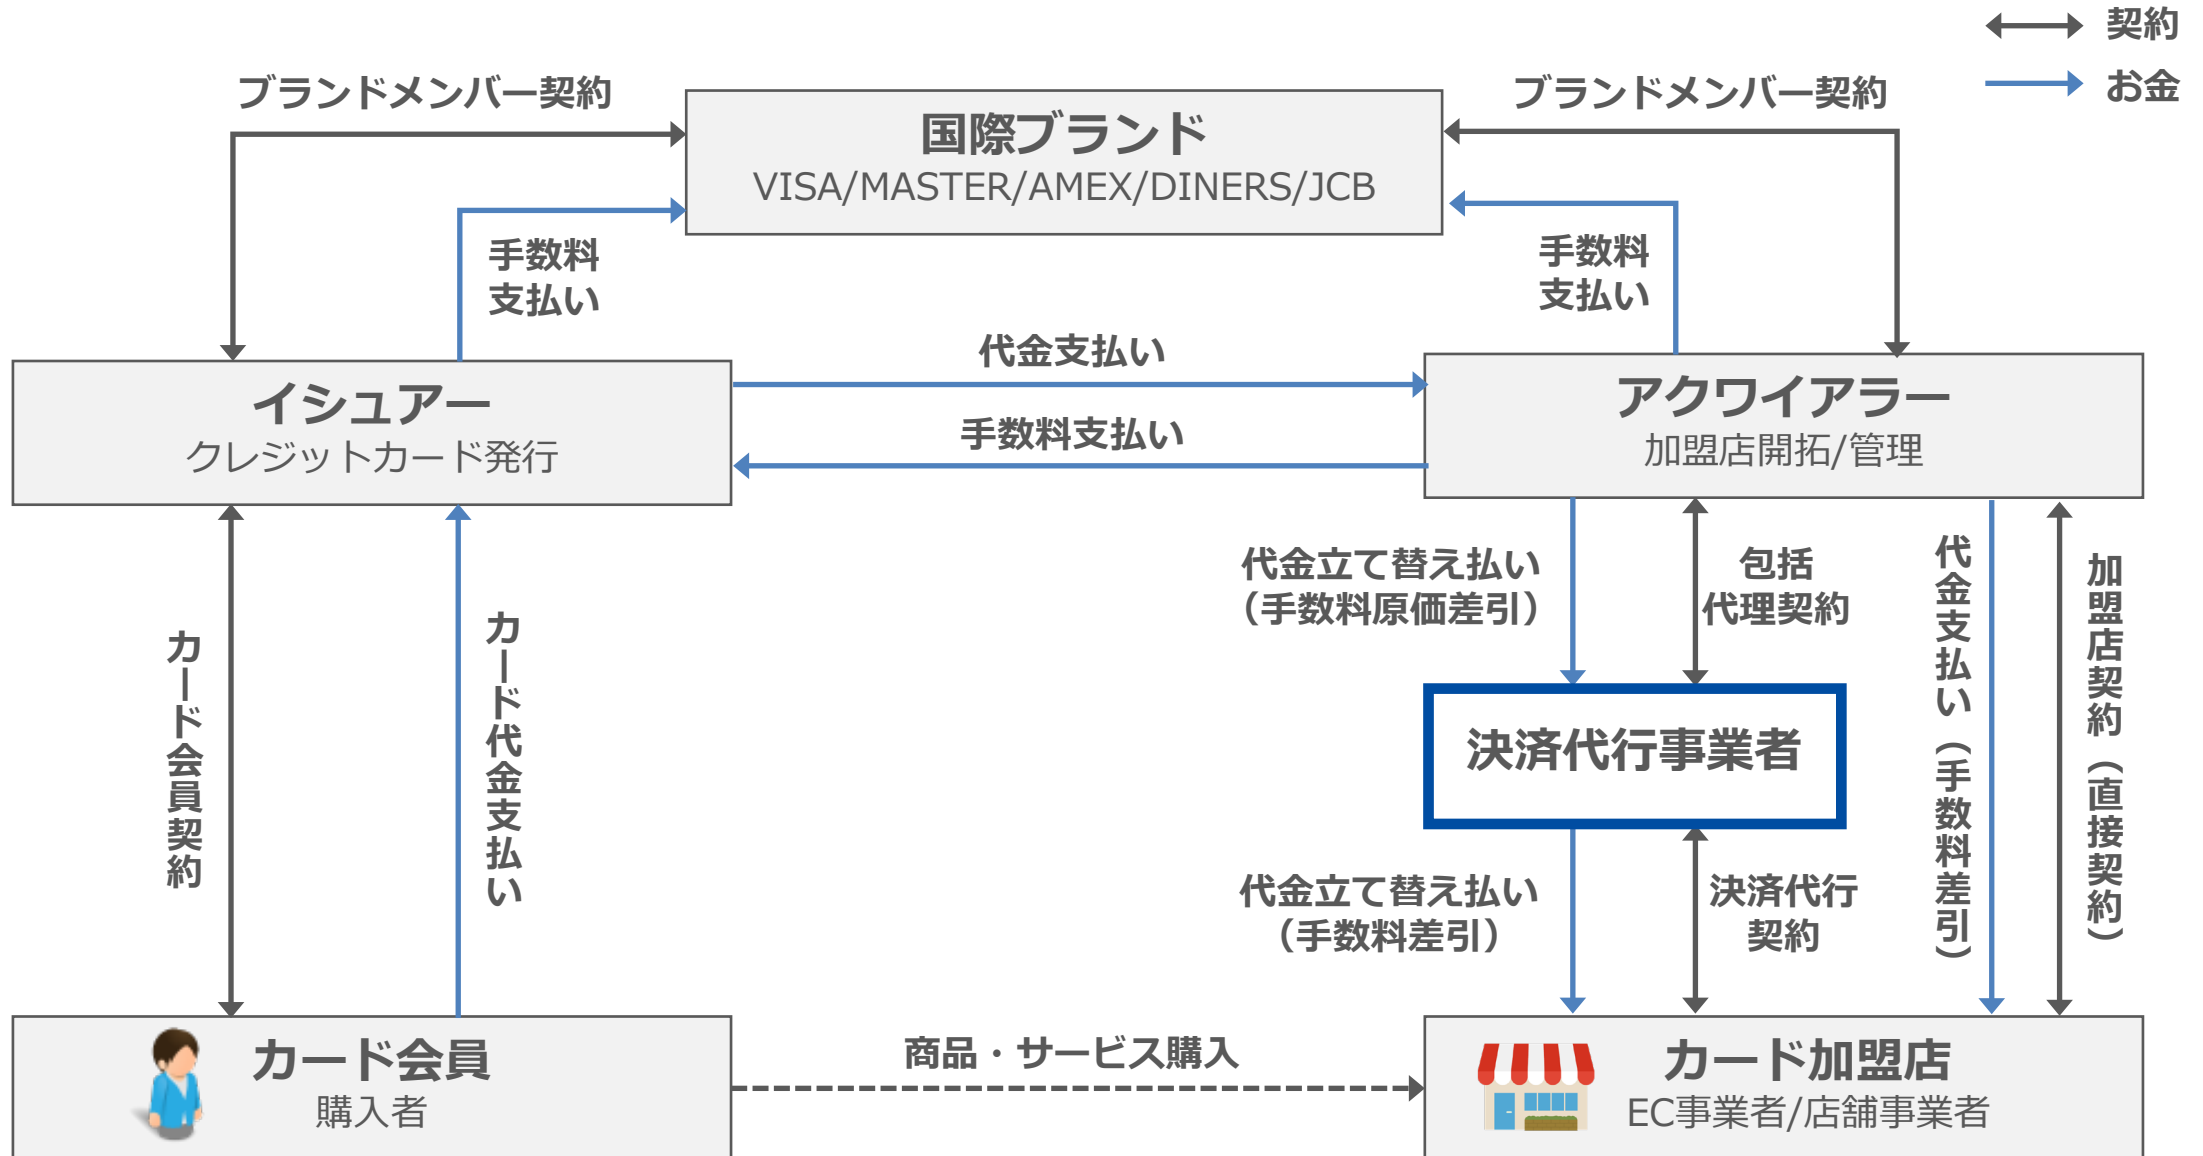 契約
お金
ブランドメンバー契約
ブランドメンバー契約
国際ブランド
VISA/MASTER/AMEX/DINERS/JCB
手数料
支払い
手数料
支払い
代金支払い
手数料支払い
イシュアー
クレジットカード発行
アクワイアラー
加盟店開拓/管理
カード会員契約
カード代金支払い
代金立て替え払い
（手数料原価差引）
包括
代理契約
代金支払い（手数料差引）
加盟店契約（直接契約）
決済代行事業者
代金立て替え払い
（手数料差引）
決済代行
契約
カード会員
購入者
商品・サービス購入
カード加盟店
EC事業者/店舗事業者